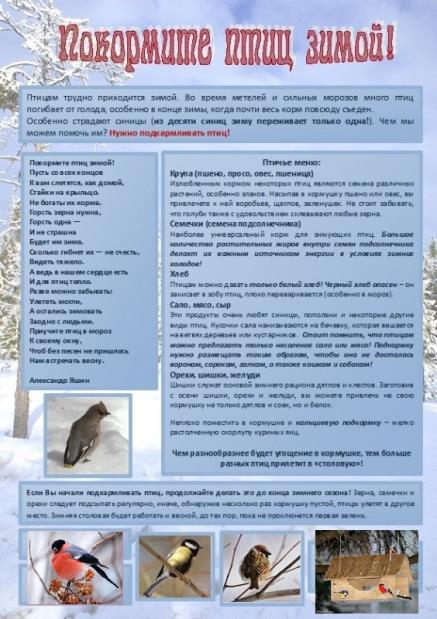 Покормите птиц зимой!
Птицам трудно приходится зимой. Во время метелей и сильных морозов много птиц
погибает от голода, особенно в конце зимы, когда почти весь корм повсюду съеден.
Особенно страдают синицы (из десяти синиц зиму переживает только одна!). Чем мы
можем помочь им? Нужно подкармливать птиц!
Покормите птиц зимой!
Пусть со всех концов
К вам слетятся, как домой,
Стайки на крыльцо.
Не богаты их корма.
Горсть зерна нужна,
Горсть одна —
И не страшна
Будет им зима.
Сколько гибнет их — не счесть,
Видеть тяжело.
А ведь в нашем сердце есть
И для птиц тепло.
Разве можно забывать:
Улететь могли,
А остались зимовать
Заодно с людьми.
Приучите птиц в мороз
К своему окну,
Чтоб без песен не пришлось
Нам встречать весну.
Александр Яшин
Птичье меню:
Крупа (пшено, просо, овес, пшеница)
Излюбленным кормом некоторых птиц являются семена различных
растений, особенно злаков. Насыпав в кормушку пшено или овес, вы
привлечете к ней воробьев, щеглов, зеленушек. Не стоит забывать,
что голуби также с удовольствием склевывают любые зерна.
Семечки (семена подсолнечника)
Наиболее универсальный корм для зимующих птиц. Большое
количество растительных жиров внутри семян подсолнечника
делает их важным источником энергии в условиях зимних
холодов!
Хлеб
Птицам можно давать только белый хлеб! Черный хлеб опасен – он
закисает в зобу птиц, плохо переваривается (особенно в мороз).
Сало, мясо, сыр
Эти продукты очень любят синицы, поползни и некоторые другие
виды птиц. Кусочки сала нанизываются на бечевку, которая вешается
на ветвях деревьев или кустарников. Стоит помнить, что птицам
можно предлагать только несоленое сало или мясо! Подкормку
нужно размещать таким образом, чтобы она не досталась
воронам, сорокам, галкам, а также кошкам и собакам!
Орехи, шишки, желуди
Шишки служат основой зимнего рациона дятлов и клестов. Заготовив
с осени шишки, орехи и желуди, вы можете привлечь на свою
кормушку не только дятлов и соек, но и белок.
Неплохо поместить в кормушке и кальциевую подкормку – мелко
растолченную скорлупу куриных яиц.
Чем разнообразнее будет угощение в кормушке, тем больше
разных птиц прилетит в «столовую»!
Если Вы начали подкармливать птиц, продолжайте делать это до конца зимнего сезона! Зерна, семечки и
орехи следует подсыпать регулярно, иначе, обнаружив несколько раз кормушку пустой, птицы улетят в другое
место. Зимняя столовая будет работать и весной, до тех пор, пока не проклюнется первая зелень.